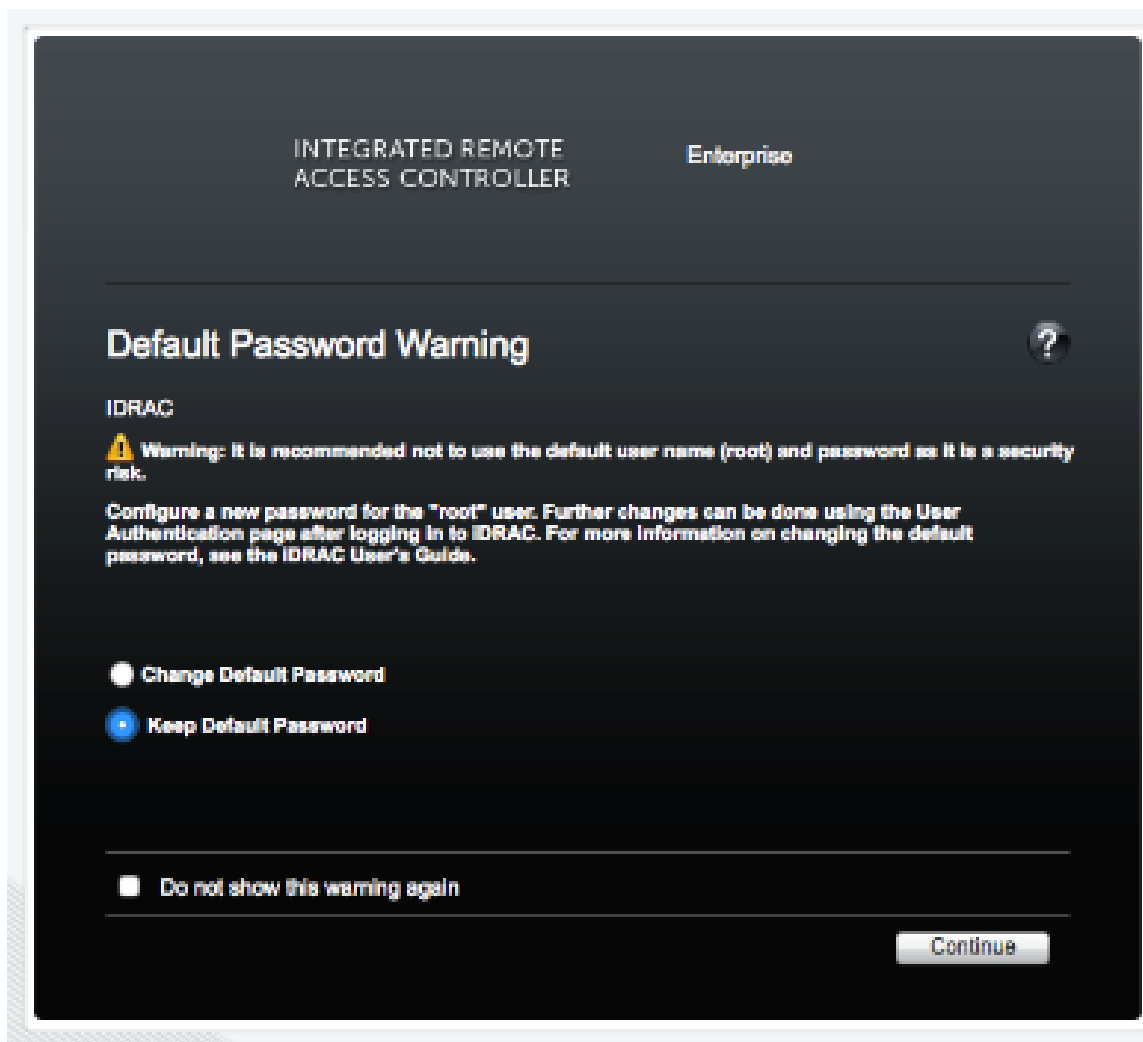 INTEGRATED REMOTE
ACCESS CONTROLLER
Enterprise
Default Password Warning
?
IDRAC
Warning: It is recommended not to use the default user name (root) and password as it is a security
risk.
Configure a new password for the "root" user. Further changes can be done using the User
Authentication page after logging in to IDRAC. For more information on changing the default
password, see the IDRAC User's Guide.
Change Default Password
Keep Default Password
Do not show this warning again
Continue